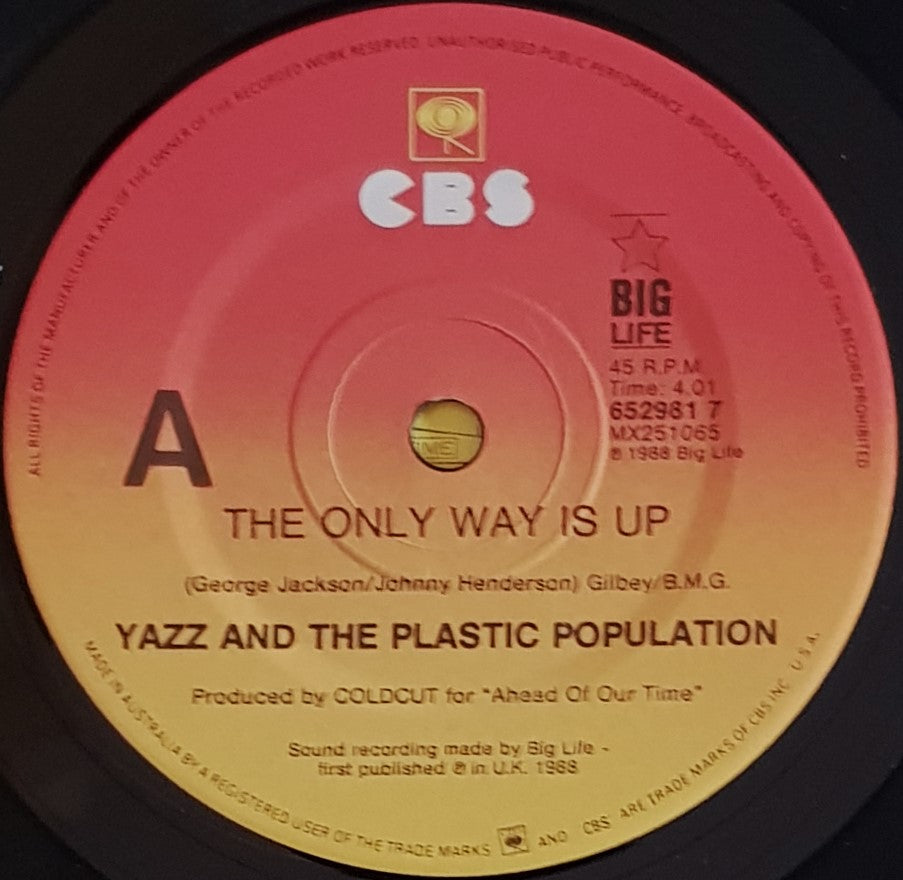 ALL RIGHTS OF THE MANUFACTURER AND OF THE OWNER OF THE RECORDED WORK RESERVED. UNAUTHORISED PUBLIC PERFORMANCE, BROADCASTING AND COPYING OF THIS RECORD PROHIBITED
CBS
BIG
LIFE
45 R.P.M.
Time: 4.01
652981 7
MX251065
℗ 1988 Big Life
A
THE ONLY WAY IS UP
(George Jackson/Johnny Henderson) Gilbey/B.M.G.
YAZZ AND THE PLASTIC POPULATION
Produced by COLDCUT for "Ahead Of Our Time"
Sound recording made by Big Life -
first published ℗ in U.K. 1988
MADE IN AUSTRALIA BY A REGISTERED USER OF THE TRADE MARKS AND CBS ARE TRADE MARKS OF CBS INC. U.S.A.